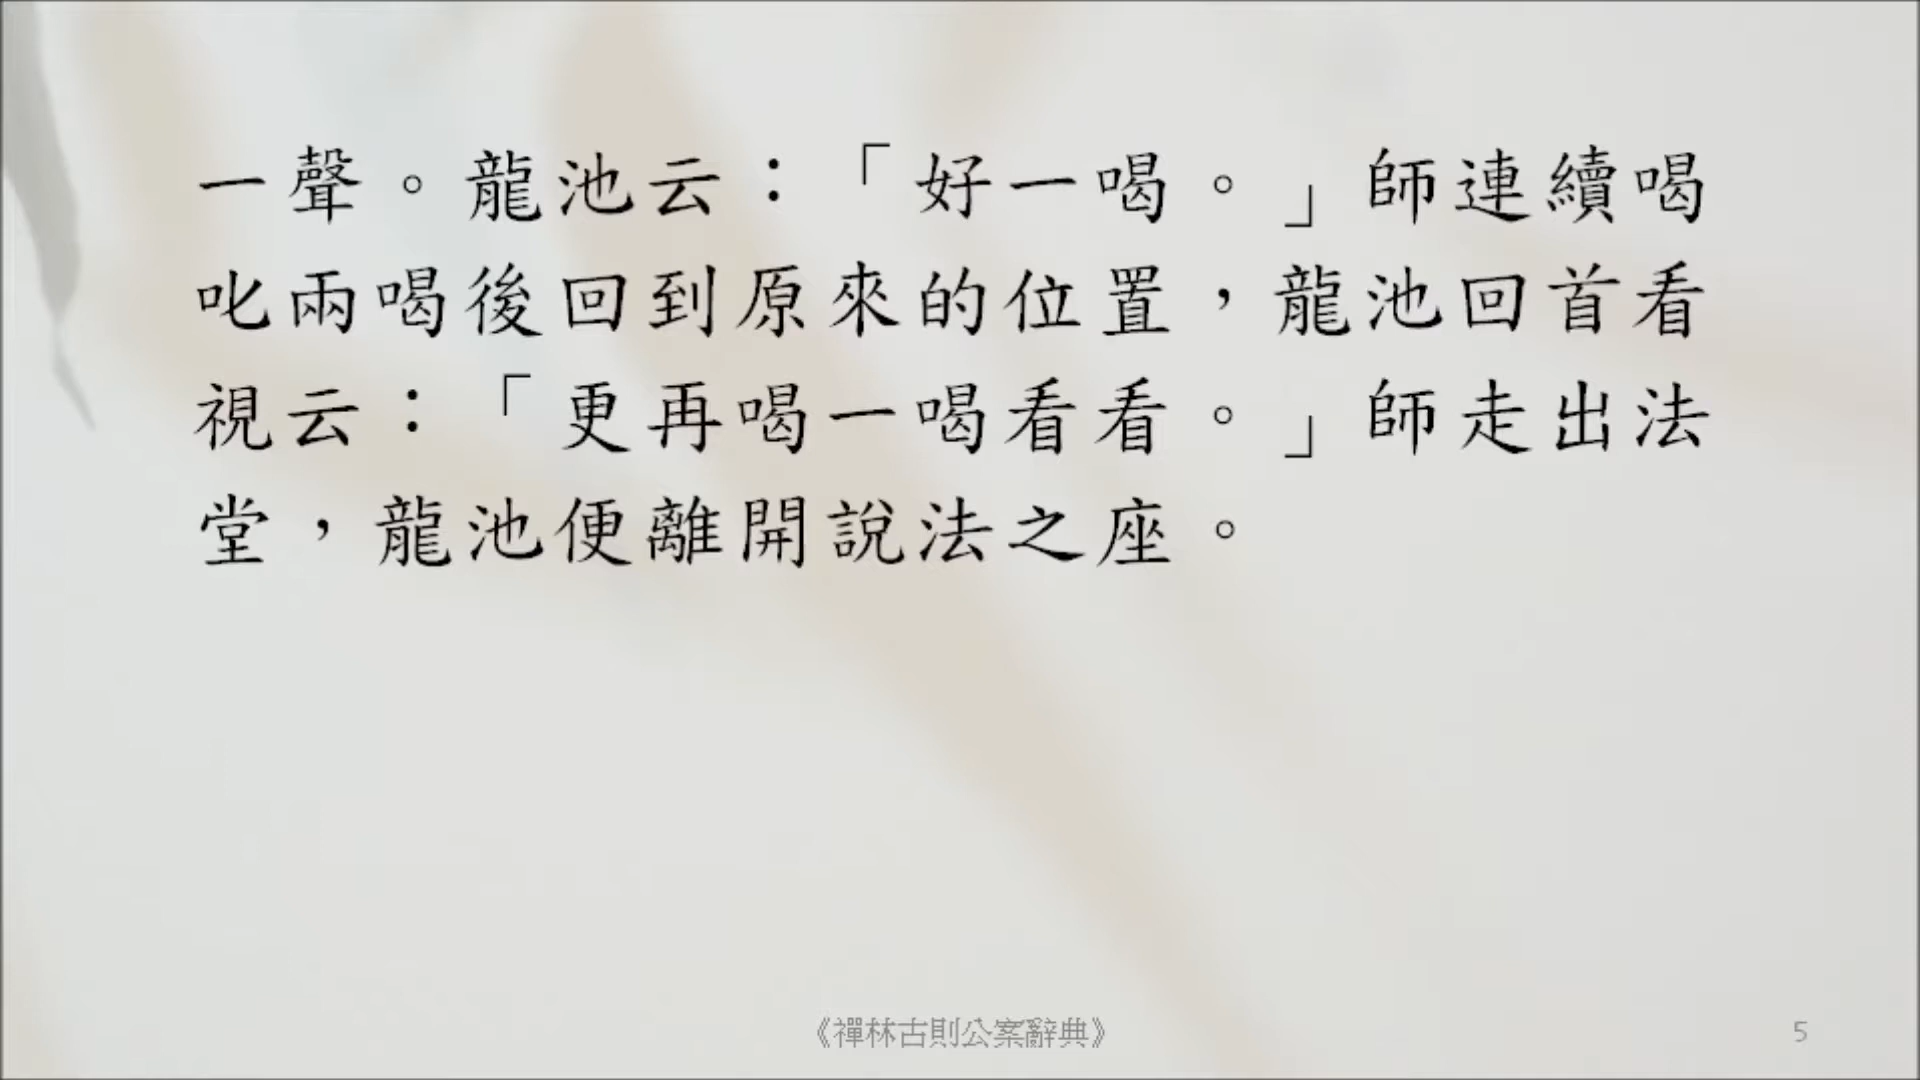 一聲。龍池云：「好一喝。」師連續喝
叱兩喝後回到原來的位置，龍池回首看
視云：「更再喝一喝看看。」師走出法
堂，龍池便離開說法之座。
《禪林古則公案辭典》
5